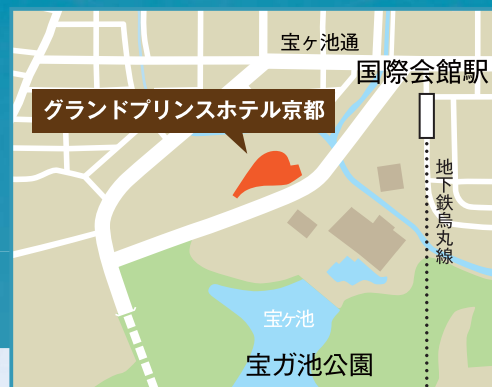 宝ヶ池通
国際会館駅
グランドプリンスホテル京都
地下鉄烏丸線
宝ヶ池
宝ガ池公園